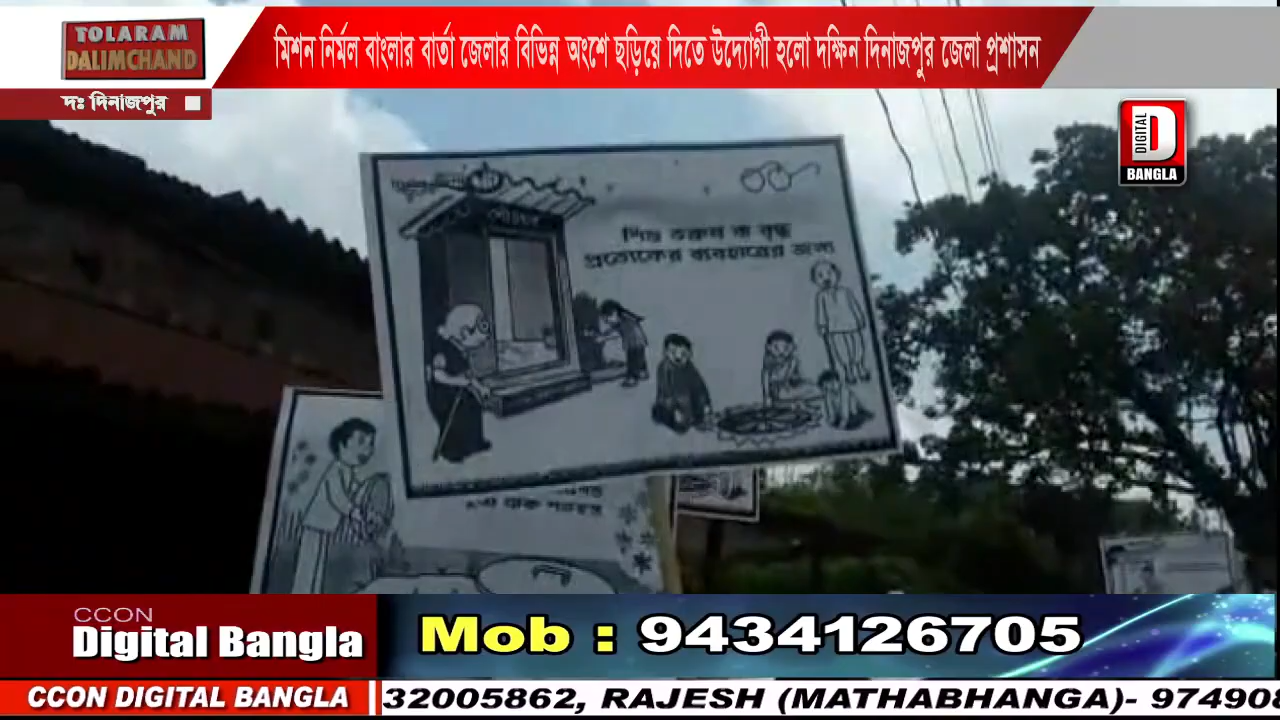 TOLARAM
DALIMCHAND
মিশন নির্মল বাংলার বার্তা জেলার বিভিন্ন অংশে ছড়িয়ে দিতে উদ্যোগী হলো দক্ষিন দিনাজপুর জেলা প্রশাসন
দঃ দিনাজপুর
DIGITAL
D
BANGLA
শিশু তরুণ বা বৃদ্ধ
প্রত্যেকের ব্যবহারের জন্য
CCON
Digital Bangla
Mob : 9434126705
CCON DIGITAL BANGLA
32005862, RAJESH (MATHABHANGA)- 974908